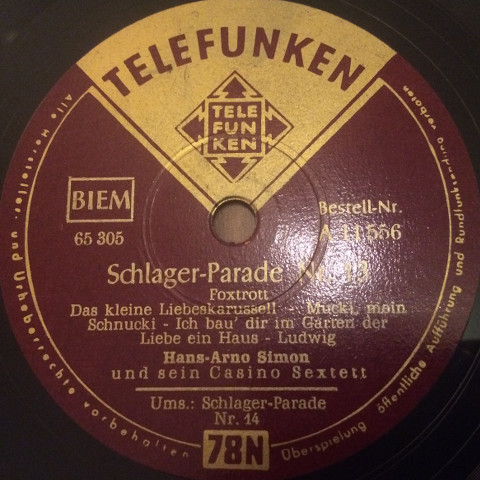 TELEFUNKEN
TELE
FUN
KEN
BIEM
65 305
Bestell-Nr.
A 11 556
Schlager-Parade Nr. 13
Foxtrott
Das kleine Liebeskarussell - Mucki, mein
Schnucki - Ich bau' dir im Garten der
Liebe ein Haus - Ludwig
Hans-Arno Simon
und sein Casino Sextett
Ums.: Schlager-Parade
Nr. 14
78N
Alle Hersteller- und Urheberrechte vorbehalten
Überspielung öffentliche Aufführung und Rundfunksendung verboten